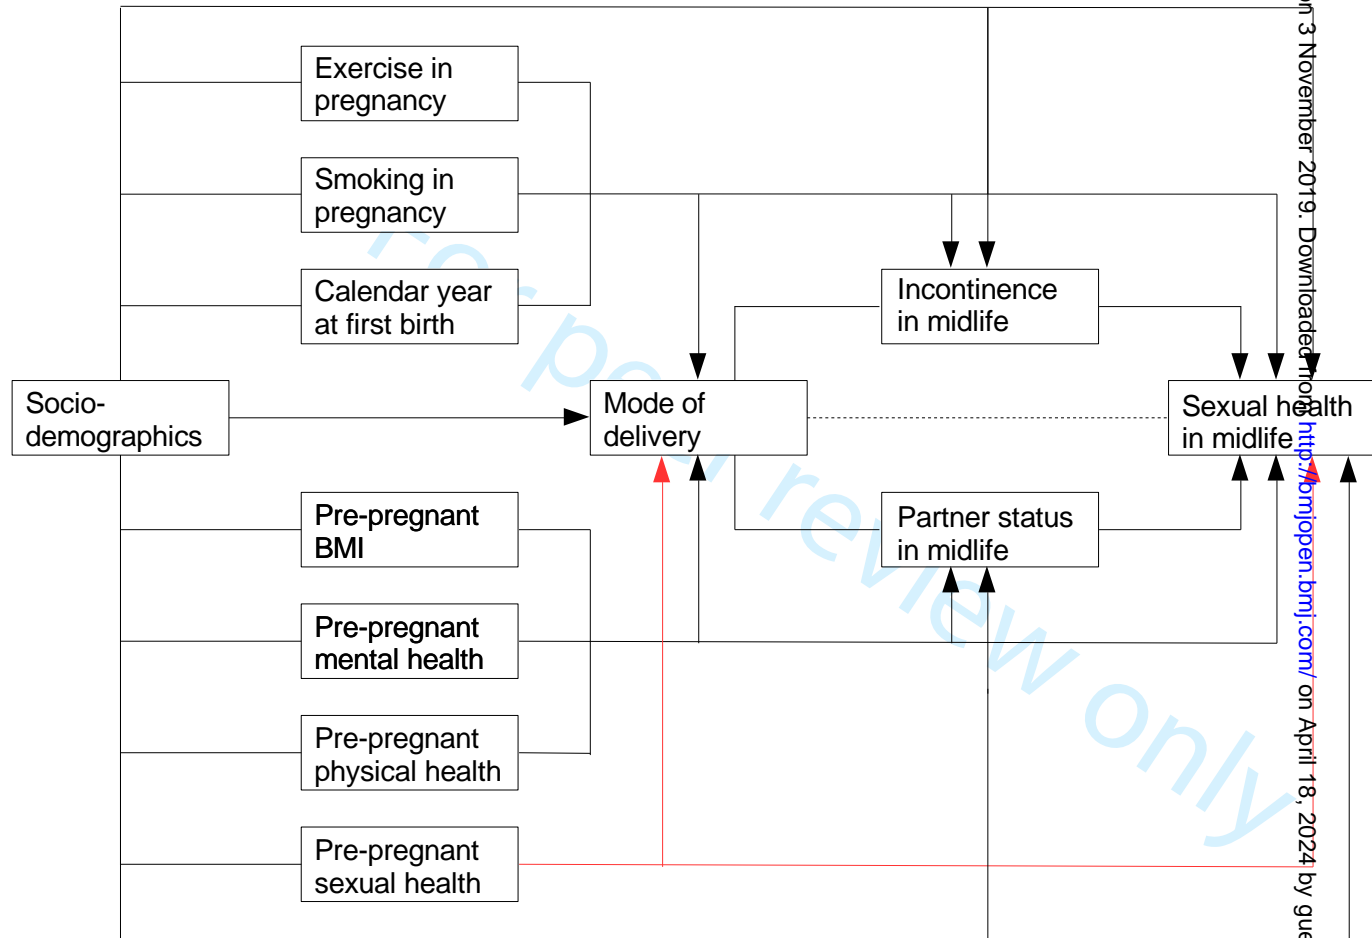 Exercise in
pregnancy
Smoking in
pregnancy
Calendar year
at first birth
Incontinence
in midlife
Socio-
demographics
Mode of
delivery
Sexual health
in midlife
Pre-pregnant
BMI
Partner status
in midlife
Pre-pregnant
mental health
Pre-pregnant
physical health
Pre-pregnant
sexual health
peer review only
on 3 November 2019. Downloaded from http://bmjopen.bmj.com/ on April 18, 2024 by